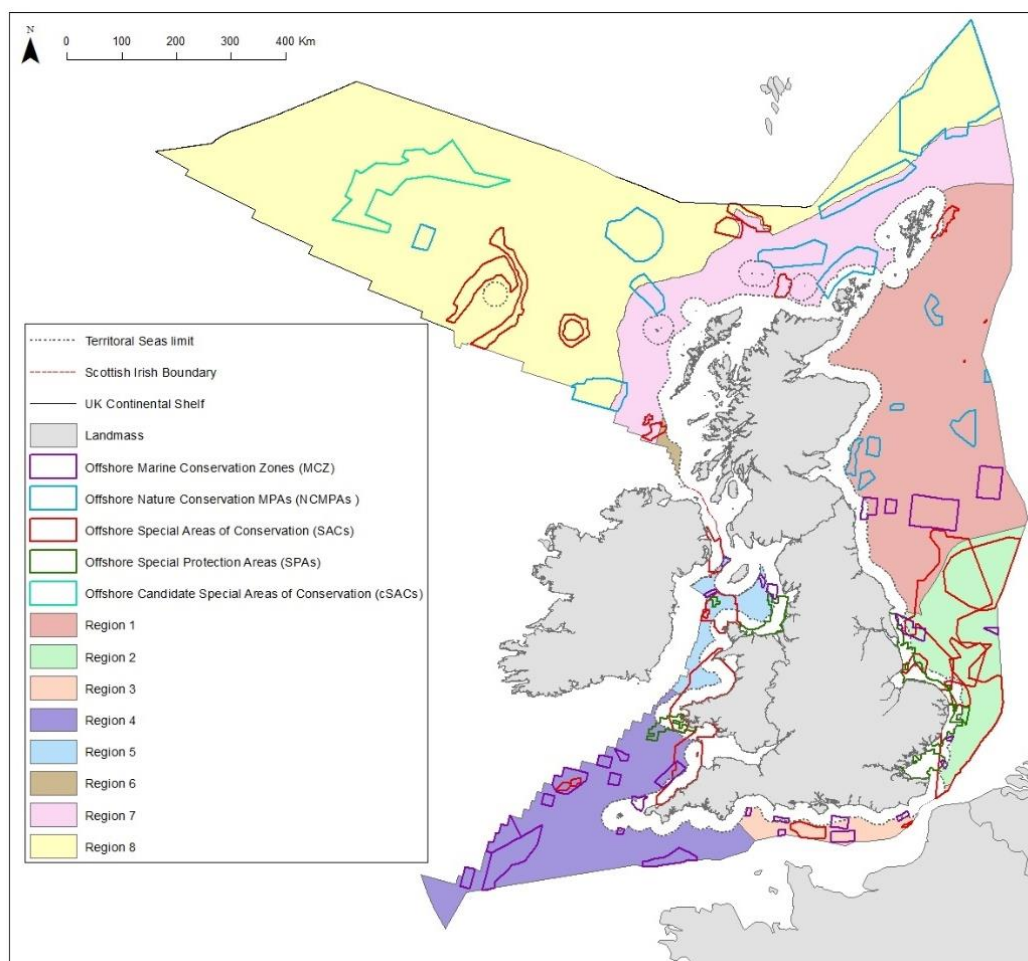 N
0 100 200 300 400 Km
Territoral Seas limit
Scottish Irish Boundary
UK Continental Shelf
Landmass
Offshore Marine Conservation Zones (MCZ)
Offshore Nature Conservation MPAs (NCMPAs )
Offshore Special Areas of Conservation (SACs)
Offshore Special Protection Areas (SPAs)
Offshore Candidate Special Areas of Conservation (cSACs)
Region 1
Region 2
Region 3
Region 4
Region 5
Region 6
Region 7
Region 8